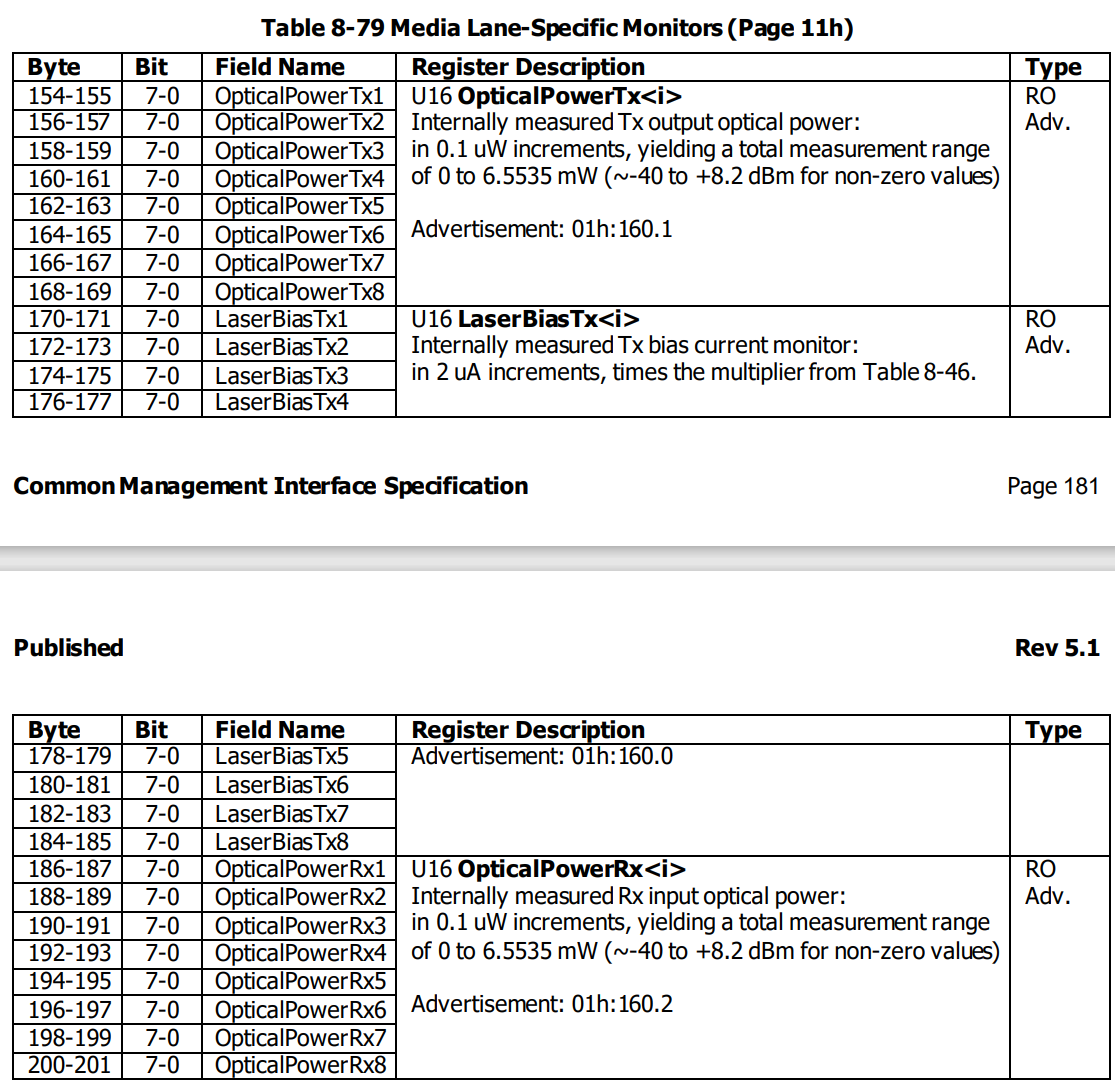 Table 8-79 Media Lane-Specific Monitors (Page 11h)
Byte Bit Field Name Register Description Type
154-155 7-0 OpticalPowerTx1 U16 OpticalPowerTx<i> RO
156-157 7-0 OpticalPowerTx2 Internally measured Tx output optical power: Adv.
158-159 7-0 OpticalPowerTx3 in 0.1 uW increments, yielding a total measurement range
160-161 7-0 OpticalPowerTx4 of 0 to 6.5535 mW (~-40 to +8.2 dBm for non-zero values)
162-163 7-0 OpticalPowerTx5
164-165 7-0 OpticalPowerTx6 Advertisement: 01h:160.1
166-167 7-0 OpticalPowerTx7
168-169 7-0 OpticalPowerTx8
170-171 7-0 LaserBiasTx1 U16 LaserBiasTx<i> RO
172-173 7-0 LaserBiasTx2 Internally measured Tx bias current monitor: Adv.
174-175 7-0 LaserBiasTx3 in 2 uA increments, times the multiplier from Table 8-46.
176-177 7-0 LaserBiasTx4
Common Management Interface Specification Page 181
Published Rev 5.1
Byte Bit Field Name Register Description Type
178-179 7-0 LaserBiasTx5 Advertisement: 01h:160.0
180-181 7-0 LaserBiasTx6
182-183 7-0 LaserBiasTx7
184-185 7-0 LaserBiasTx8
186-187 7-0 OpticalPowerRx1 U16 OpticalPowerRx<i> RO
188-189 7-0 OpticalPowerRx2 Internally measured Rx input optical power: Adv.
190-191 7-0 OpticalPowerRx3 in 0.1 uW increments, yielding a total measurement range
192-193 7-0 OpticalPowerRx4 of 0 to 6.5535 mW (~-40 to +8.2 dBm for non-zero values)
194-195 7-0 OpticalPowerRx5
196-197 7-0 OpticalPowerRx6 Advertisement: 01h:160.2
198-199 7-0 OpticalPowerRx7
200-201 7-0 OpticalPowerRx8